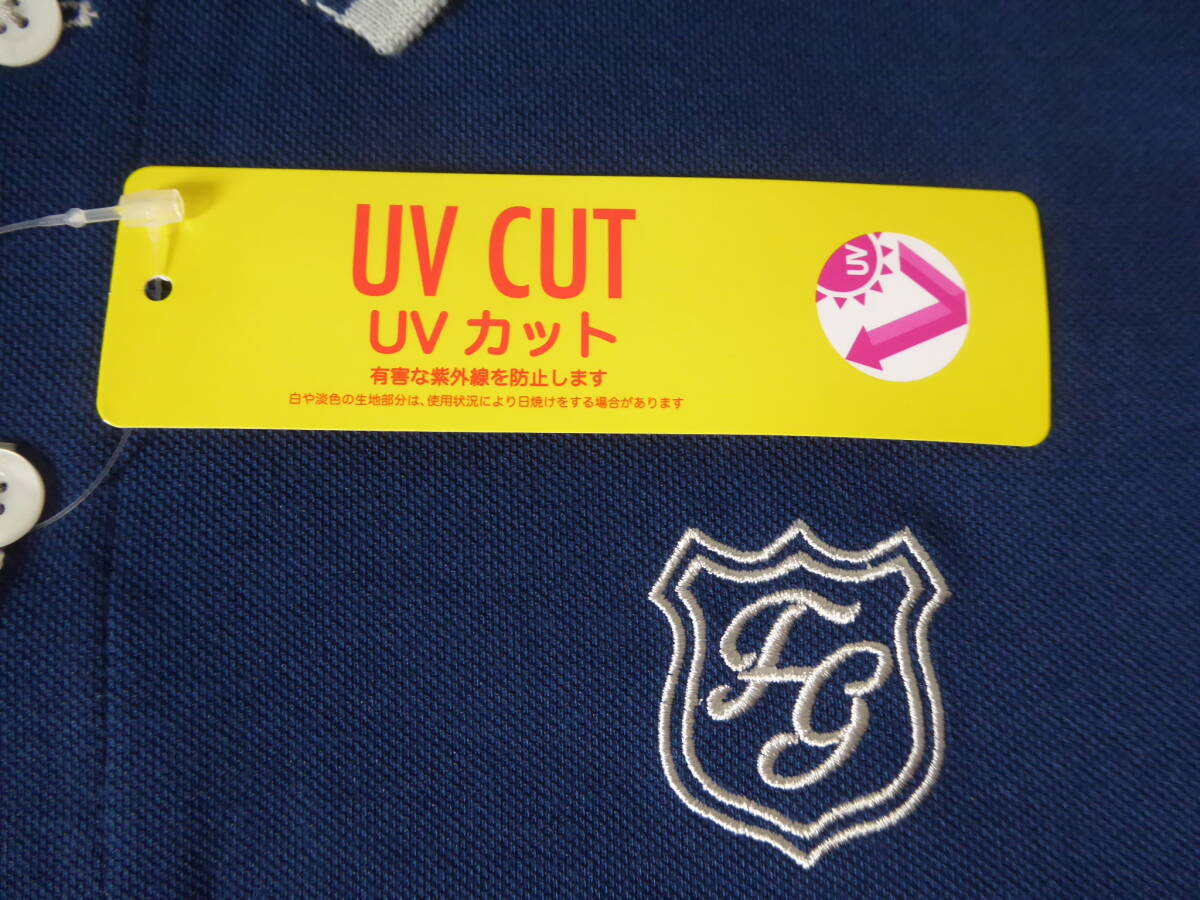 UV CUT
UV カット
有害な紫外線を防止します
白や淡色の生地部分は、使用状況により日焼けをする場合があります
UV
FG